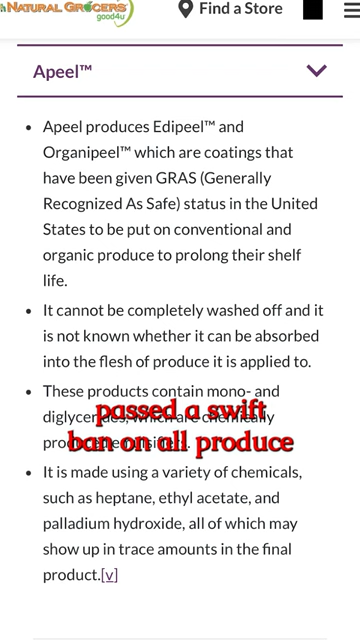 NATURAL GROCERS
good4u
Find a Store
Apeel™
• Apeel produces Edipeel™ and
Organipeel™ which are coatings that
have been given GRAS (Generally
Recognized As Safe) status in the United
States to be put on conventional and
organic produce to prolong their shelf
life.
• It cannot be completely washed off and it
is not known whether it can be absorbed
into the flesh of produce it is applied to.
• These products contain mono- and
passed a swift
diglycerides, which are chemically
ban on all produce
• It is made using a variety of chemicals,
such as heptane, ethyl acetate, and
palladium hydroxide, all of which may
show up in trace amounts in the final
product.[v]